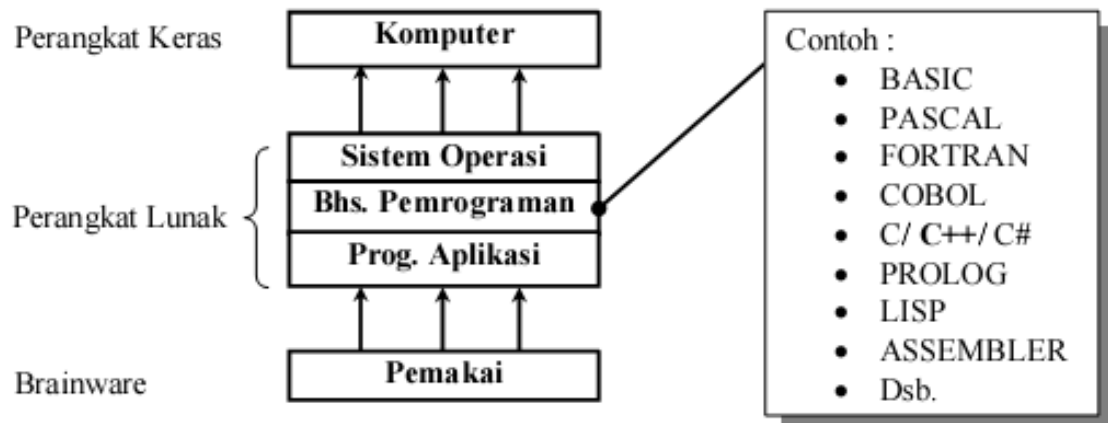 Perangkat Keras
Komputer
Perangkat Lunak
Sistem Operasi
Bhs. Pemrograman
Prog. Aplikasi
Brainware
Pemakai
Contoh :
• BASIC
• PASCAL
• FORTRAN
• COBOL
• C/ C++/ C#
• PROLOG
• LISP
• ASSEMBLER
• Dsb.